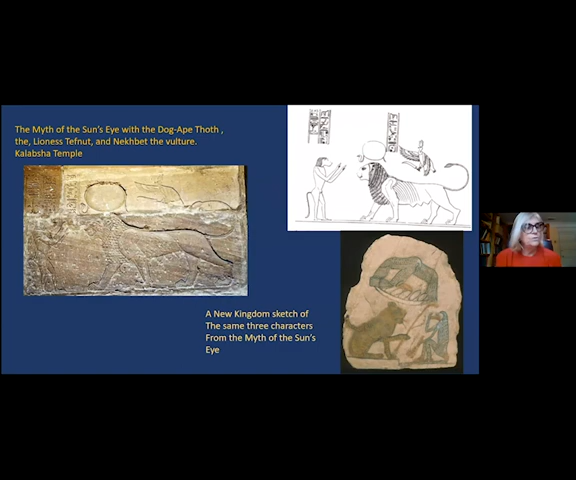 The Myth of the Sun's Eye with the Dog-Ape Thoth ,
the, Lioness Tefnut, and Nekhbet the vulture.
Kalabsha Temple
A New Kingdom sketch of
The same three characters
From the Myth of the Sun's
Eye